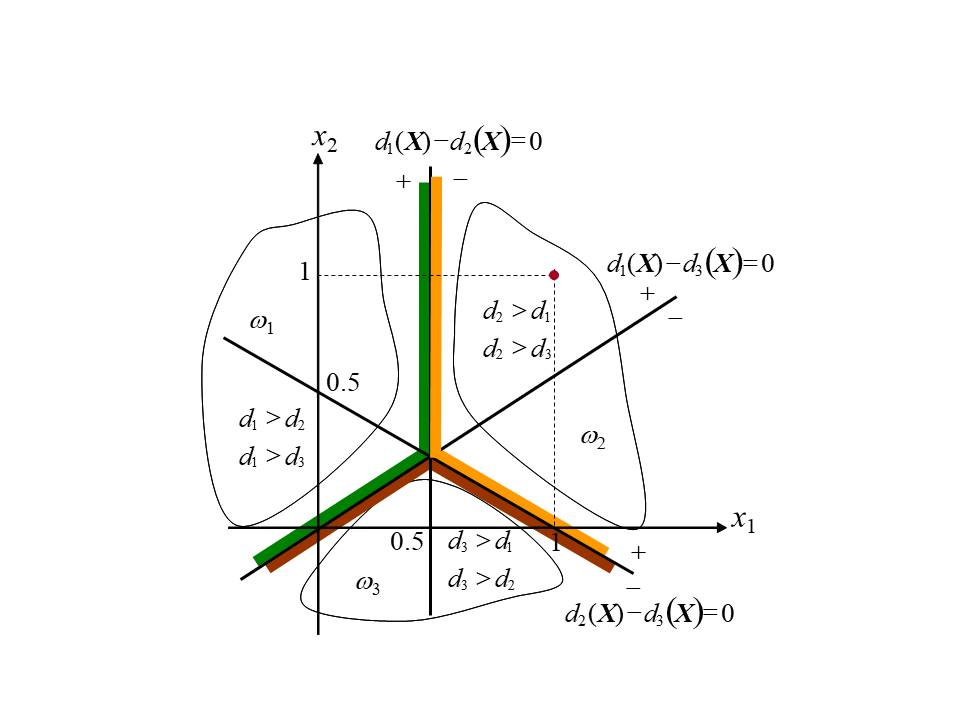 x₂
d₁(X)−d₂(X)=0
+
−
1
d₁(X)−d₃(X)=0
+
−
d₂ > d₁
d₂ > d₃
ω₁
0.5
d₁ > d₂
d₁ > d₃
ω₂
x₁
0.5
d₃ > d₁
1
+
d₃ > d₂
ω₃
−
d₂(X)−d₃(X)=0